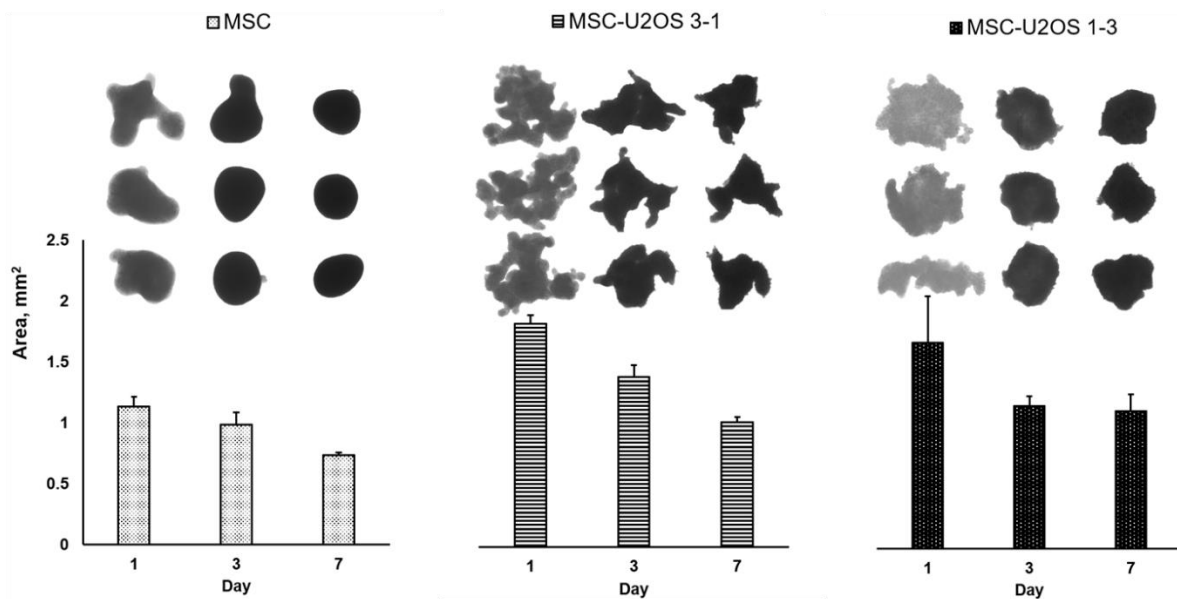 MSC
MSC-U2OS 3-1
MSC-U2OS 1-3
Area, mm²
2.5
2
1.5
1
0.5
0
1 3 7
Day
1 3 7
Day
1 3 7
Day